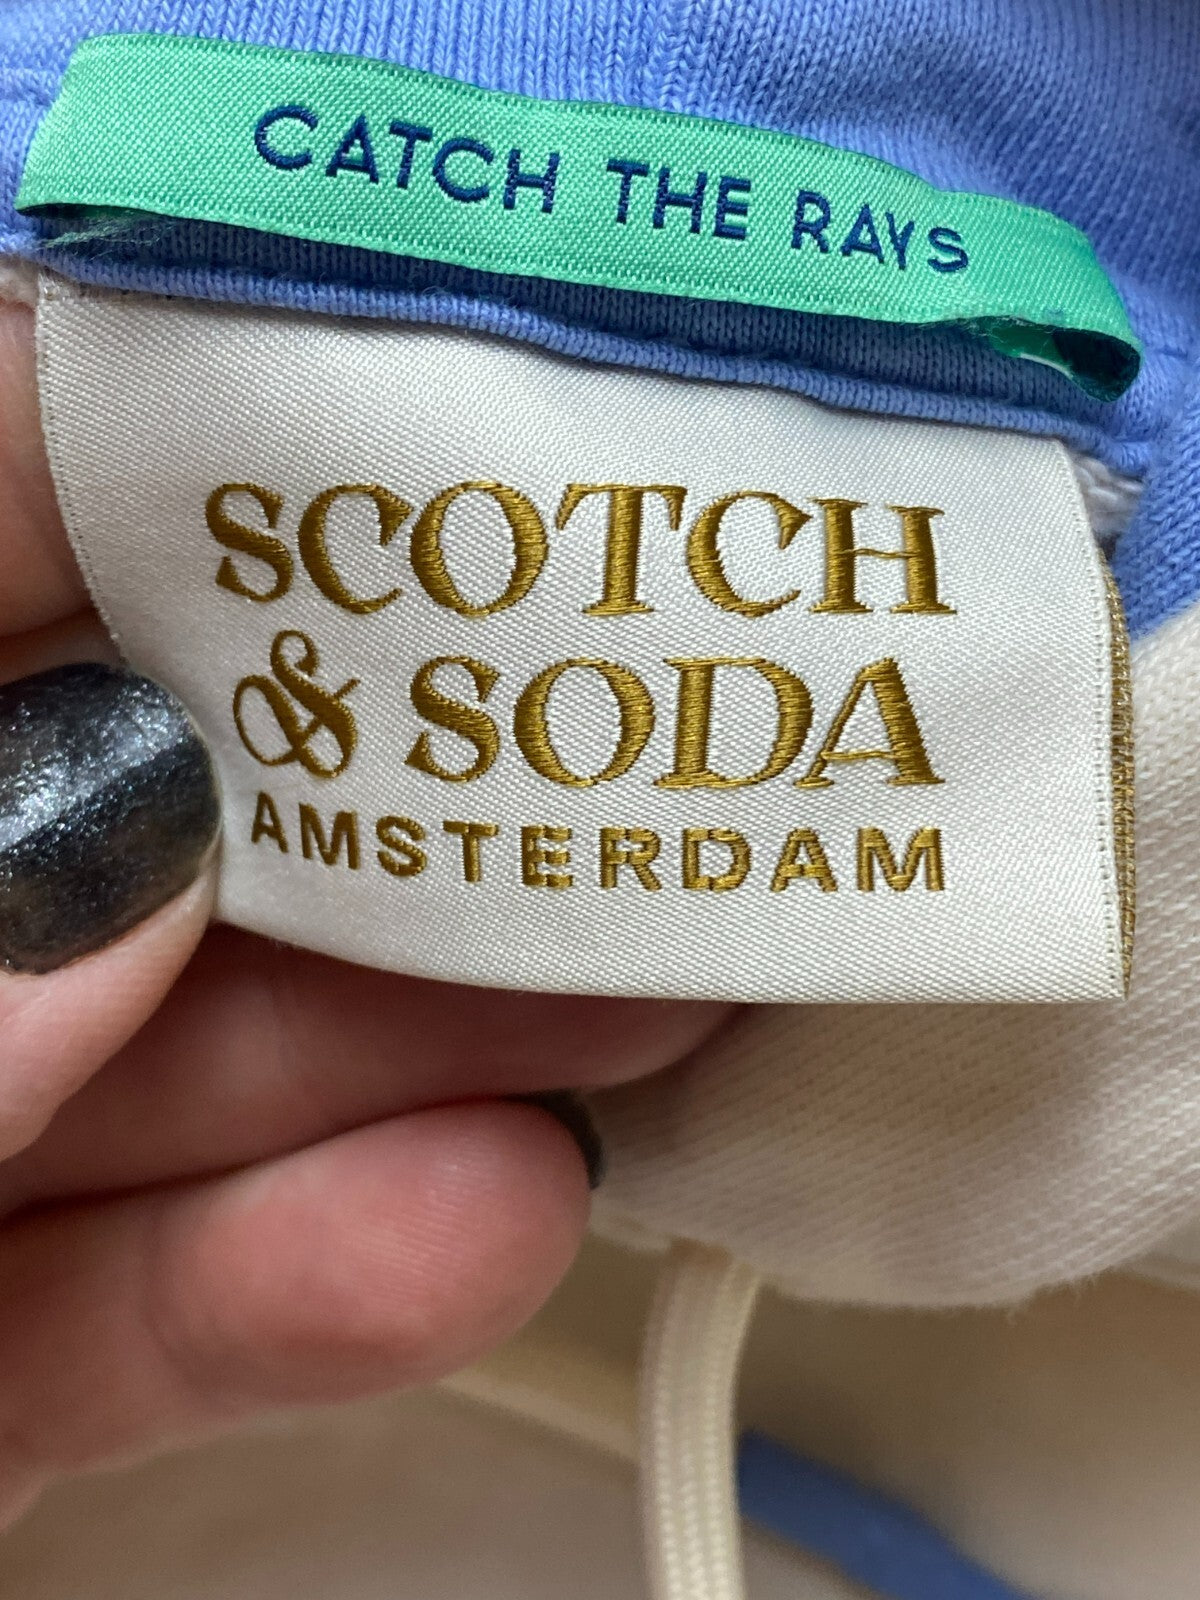 CATCH THE RAYS
SCOTCH
& SODA
AMSTERDAM